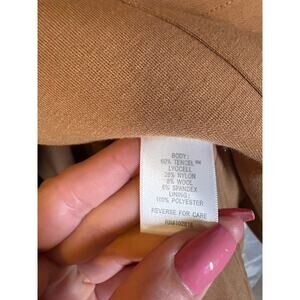 BODY:
60% TENCEL™
LYOCELL
26% NYLON
8% WOOL
6% SPANDEX
LINING:
100% POLYESTER
REVERSE FOR CARE